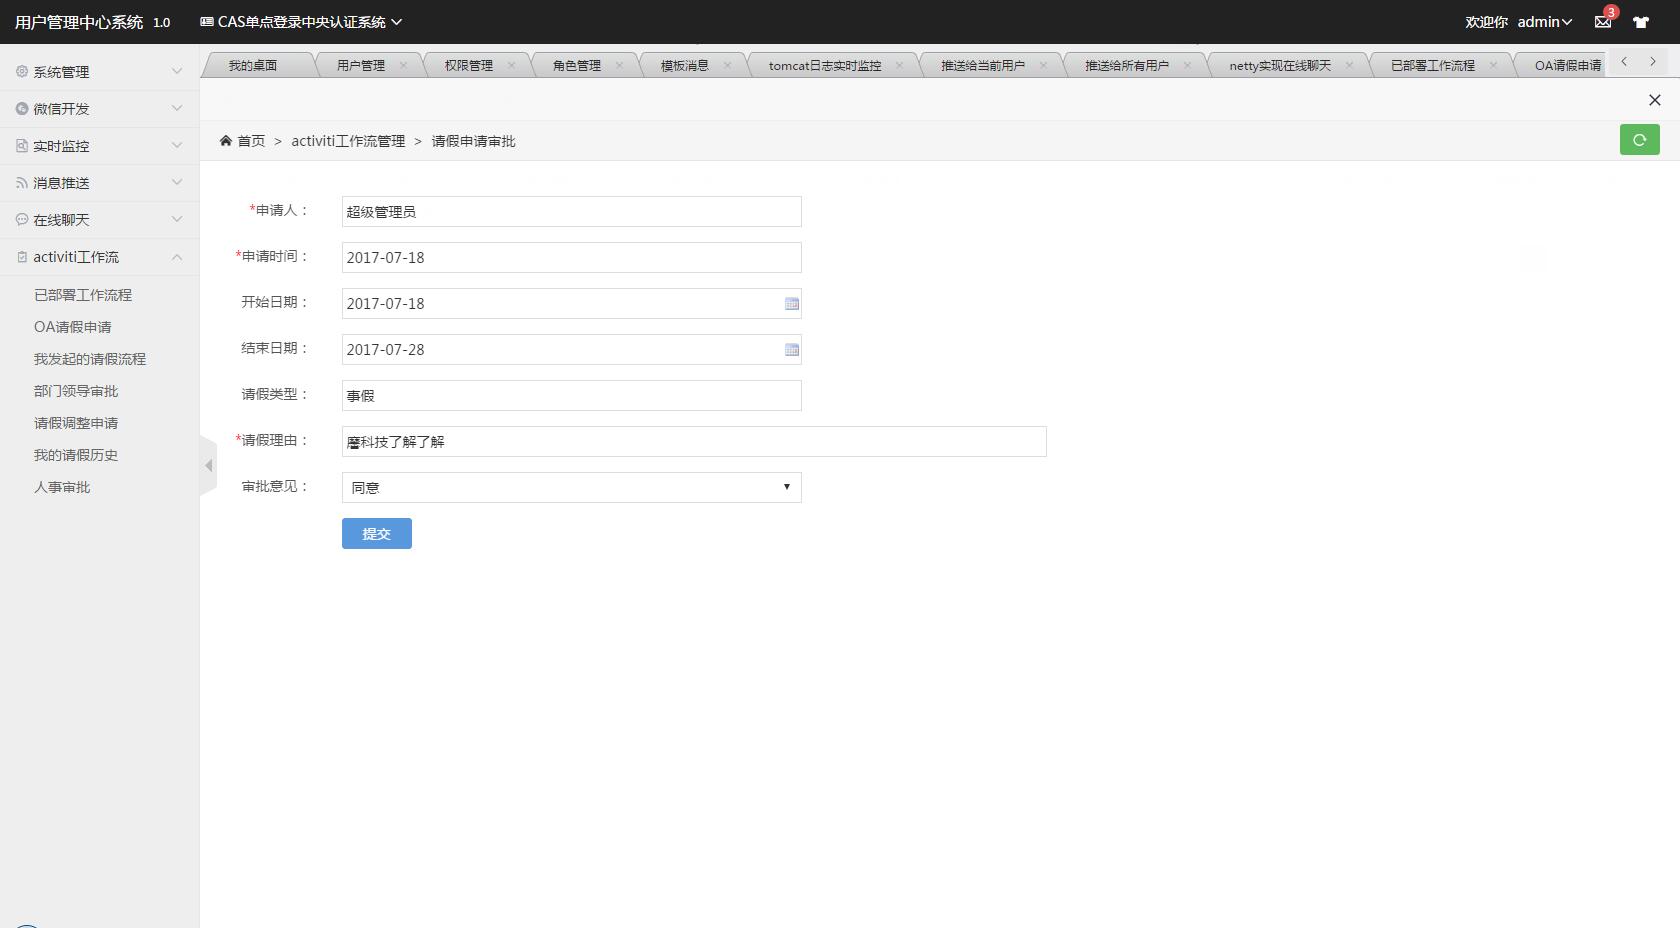 用户管理中心系统 1.0 CAS单点登录中央认证系统 欢迎你 admin 3
我的桌面 用户管理 权限管理 角色管理 模板消息 tomcat日志实时监控 推送给当前用户 推送给所有用户 netty实现在线聊天 已部署工作流程 OA请假申请
系统管理
微信开发
实时监控
消息推送
在线聊天
activiti工作流
已部署工作流程
OA请假申请
我发起的请假流程
部门领导审批
请假调整申请
我的请假历史
人事审批
首页 > activiti工作流管理 > 请假申请审批
*申请人： 超级管理员
*申请时间： 2017-07-18
开始日期： 2017-07-18
结束日期： 2017-07-28
请假类型： 事假
*请假理由： 磨科技了解了解
审批意见： 同意
提交